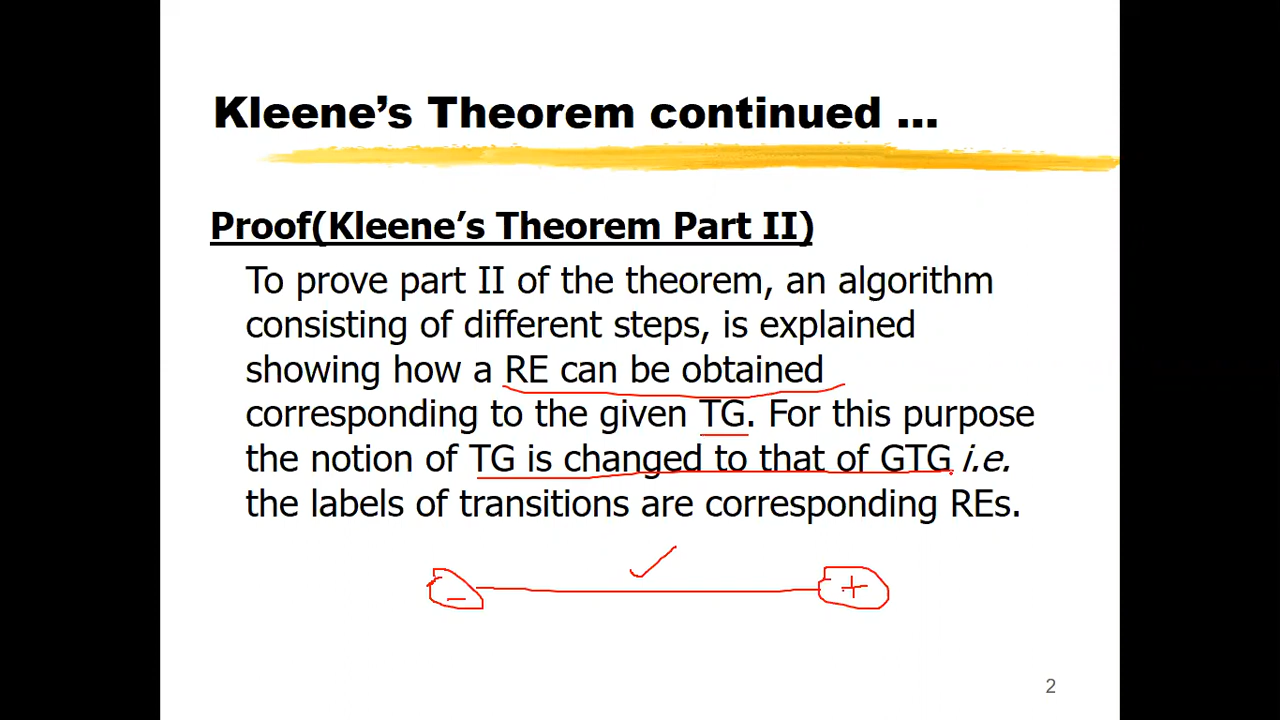 Kleene’s Theorem continued …
Proof(Kleene’s Theorem Part II)
To prove part II of the theorem, an algorithm
consisting of different steps, is explained
showing how a RE can be obtained
corresponding to the given TG. For this purpose
the notion of TG is changed to that of GTG i.e.
the labels of transitions are corresponding REs.
- +
2